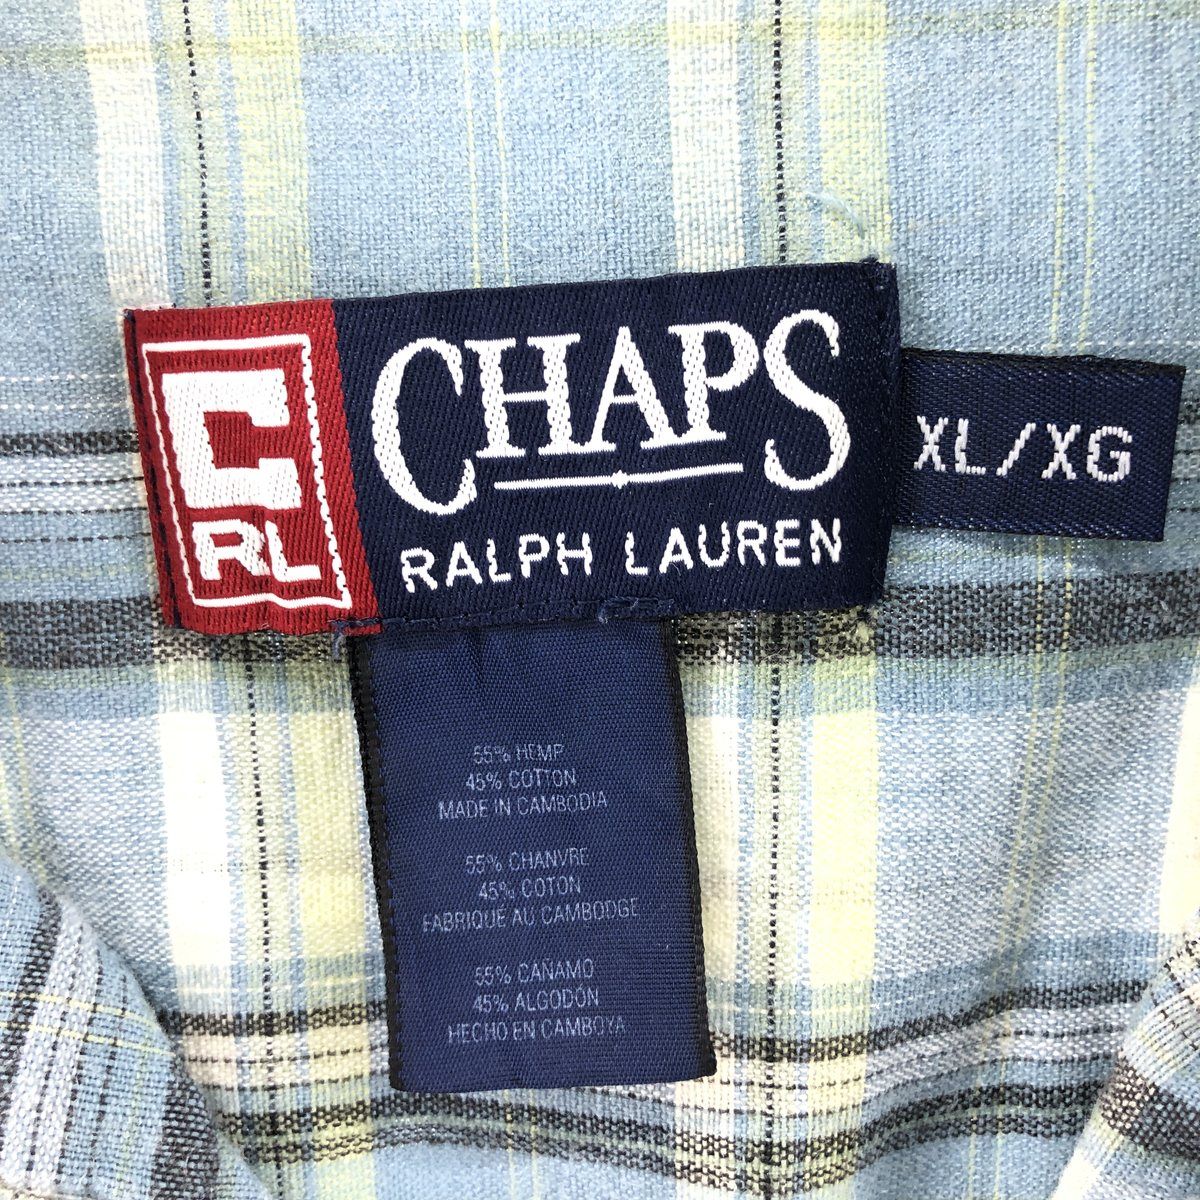 C
RL
CHAPS
RALPH LAUREN
XL/XG
55% HEMP
45% COTTON
MADE IN CAMBODIA
55% CHANVRE
45% COTON
FABRIQUE AU CAMBODGE
55% CAÑAMO
45% ALGODÓN
HECHO EN CAMBOYA